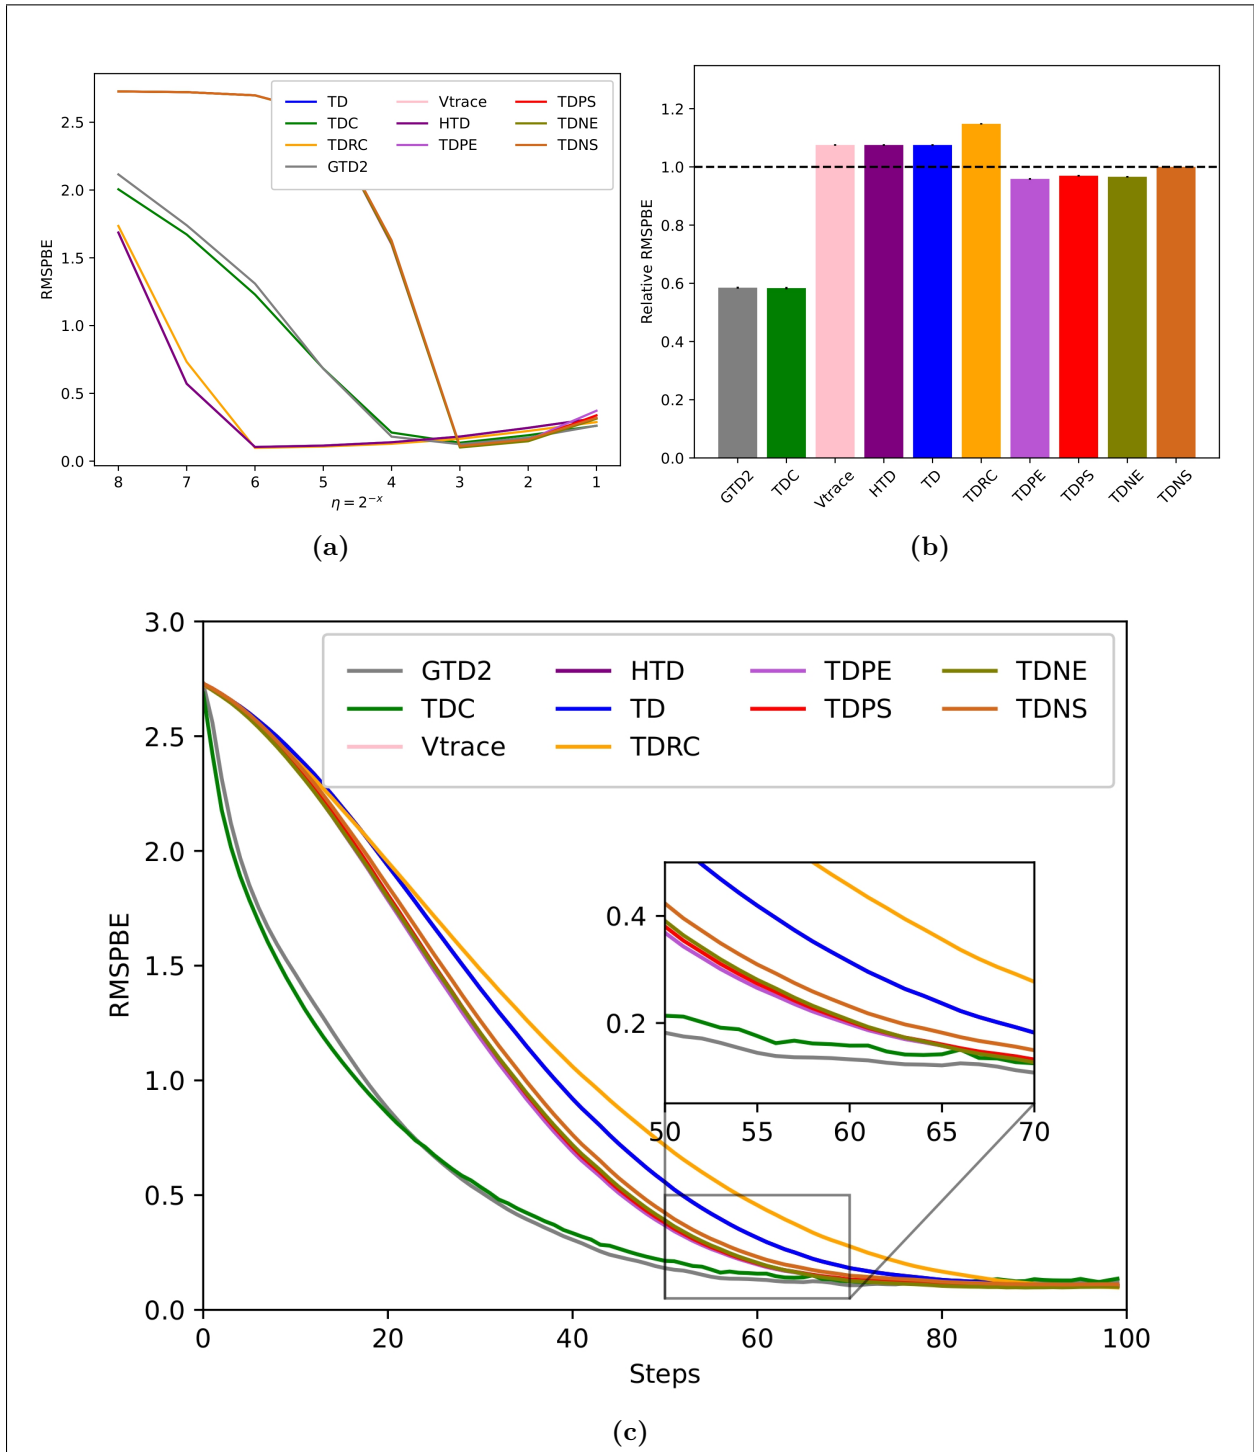 2.5
2.0
1.5
1.0
0.5
0.0
RMSPBE
TD
TDC
TDRC
GTD2
Vtrace
HTD
TDPE
TDPS
TDNE
TDNS
8 7 6 5 4 3 2 1
η = 2^{-x}
(a)
1.2
1.0
0.8
0.6
0.4
0.2
0.0
Relative RMSPBE
GTD2 TDC Vtrace HTD TD TDRC TDPE TDPS TDNE TDNS
(b)
3.0
2.5
2.0
1.5
1.0
0.5
0.0
RMSPBE
GTD2
TDC
Vtrace
HTD
TD
TDRC
TDPE
TDPS
TDNE
TDNS
0.4
0.2
50 55 60 65 70
0 20 40 60 80 100
Steps
(c)